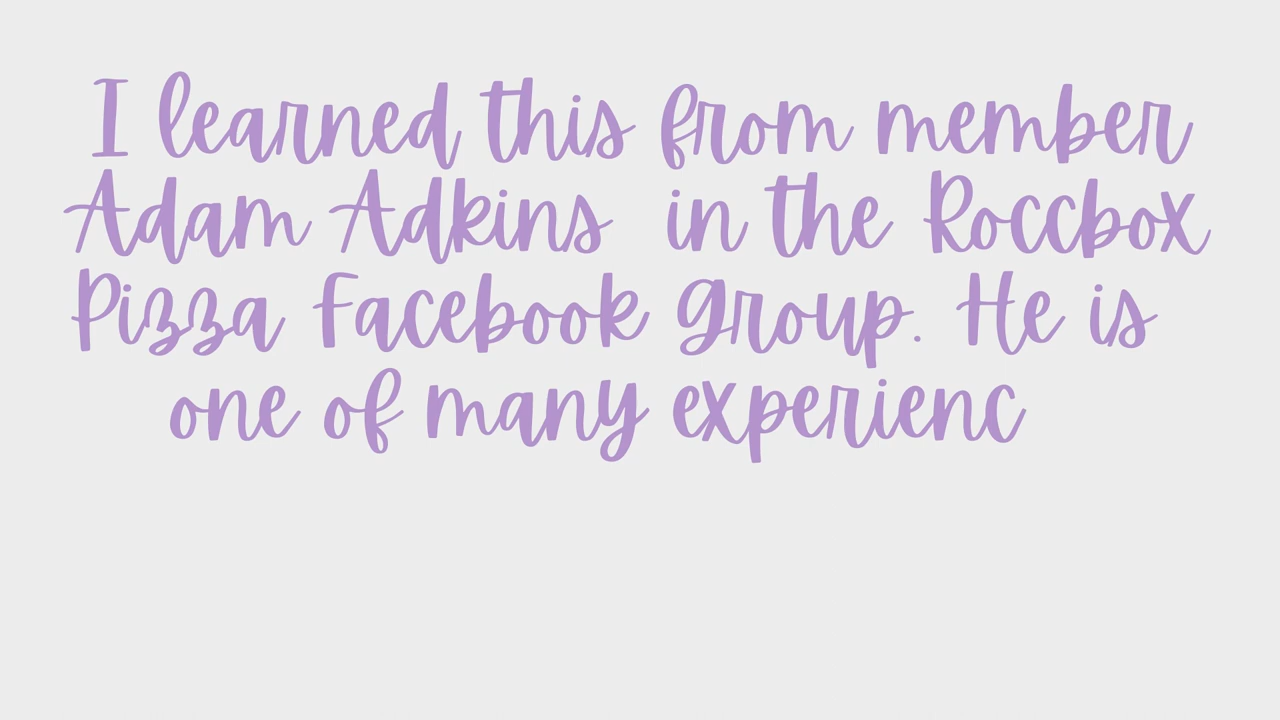 I learned this from member
Adam Adkins in the Roccbox
Pizza Facebook group. He is
one of many experienc